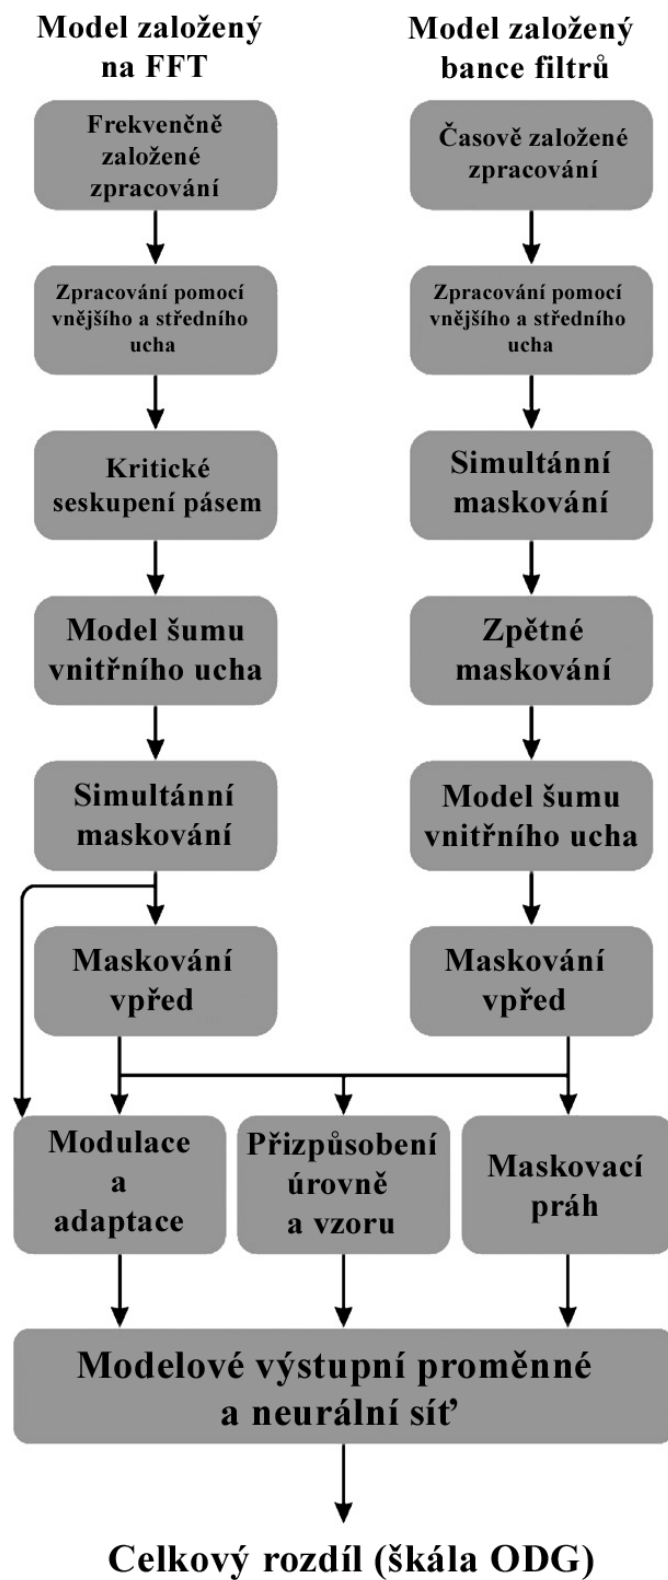 Model založený
na FFT
Model založený
bance filtrů
Frekvenčně
založené
zpracování
Časově založené
zpracování
Zpracování pomocí
vnějšího a středního
ucha
Zpracování pomocí
vnějšího a středního
ucha
Kritické
seskupení pásem
Simultánní
maskování
Model šumu
vnitřního ucha
Zpětné
maskování
Simultánní
maskování
Model šumu
vnitřního ucha
Maskování
vpřed
Maskování
vpřed
Modulace
a
adaptace
Přizpůsobení
úrovně
a vzoru
Maskovací
práh
Modelové výstupní proměnné
a neurální síť
Celkový rozdíl (škála ODG)